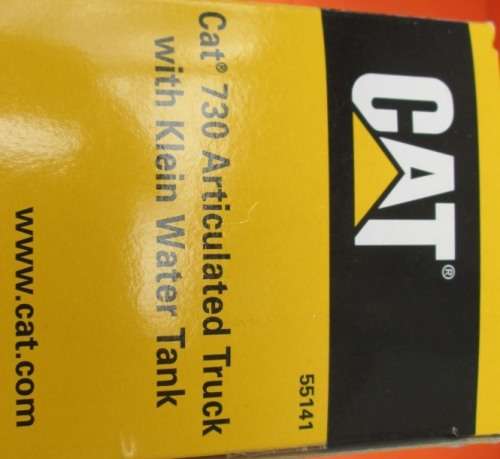 CAT®
55141
Cat® 730 Articulated Truck
with Klein Water Tank
www.cat.com